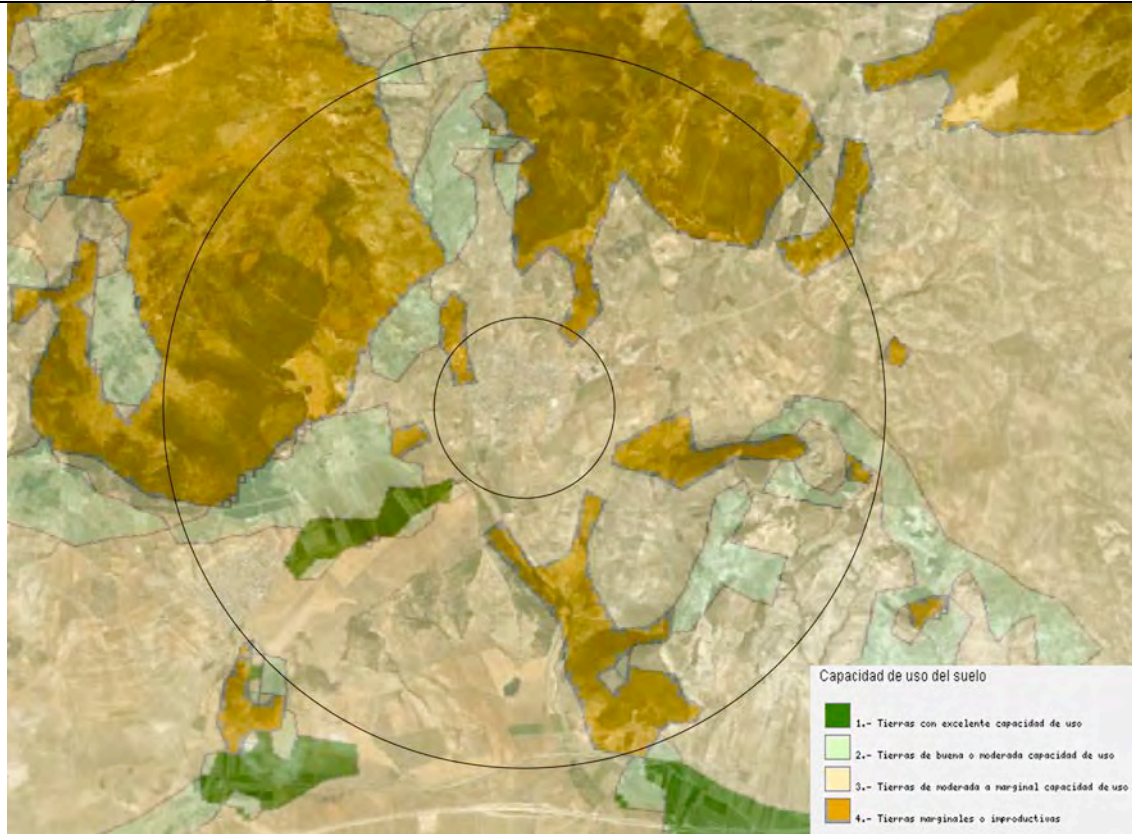 Capacidad de uso del suelo
1.- Tierras con excelente capacidad de uso
2.- Tierras de buena o moderada capacidad de uso
3.- Tierras de moderada a marginal capacidad de uso
4.- Tierras marginales o improductivas